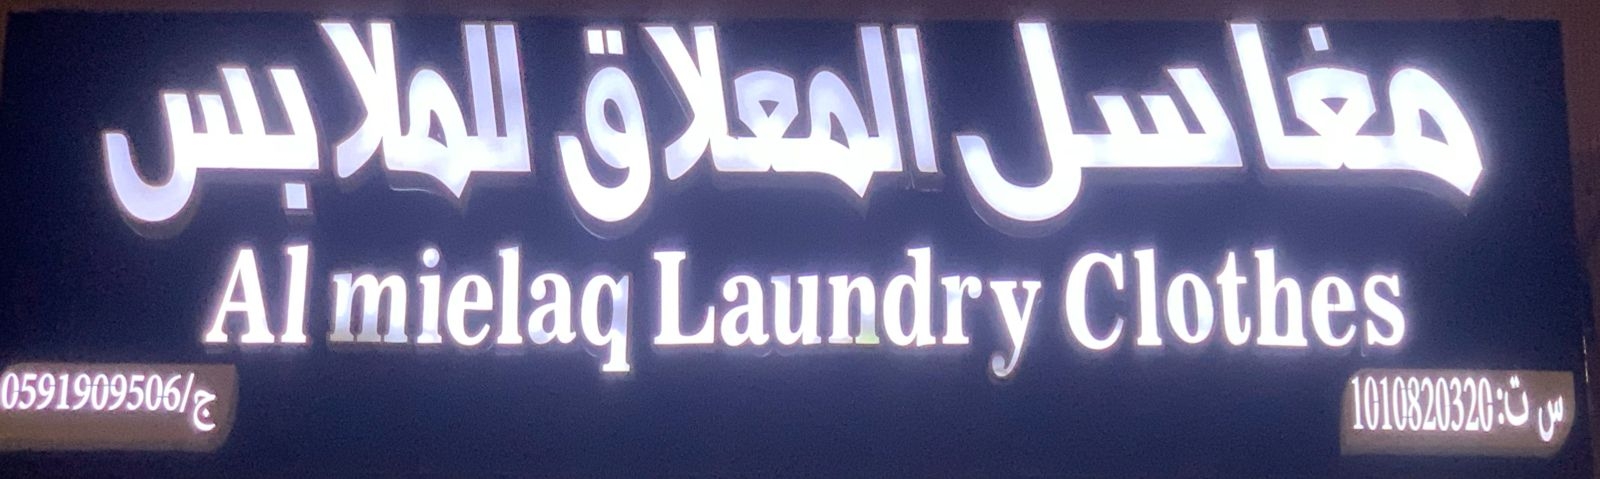 مغاسل المعلاق للملابس
Al mielaq Laundry Clothes
ج/0591909506
س ت:1010820320